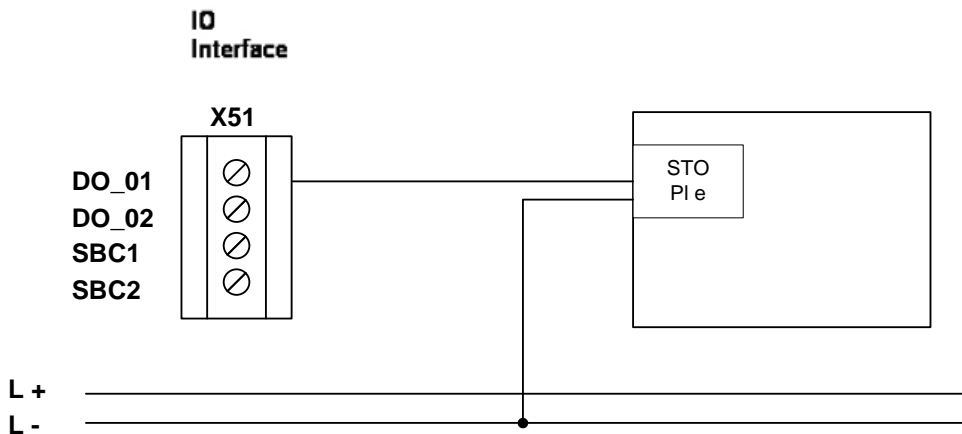 IO
Interface
X51
DO_01
DO_02
SBC1
SBC2
STO
Pl e
L +
L -